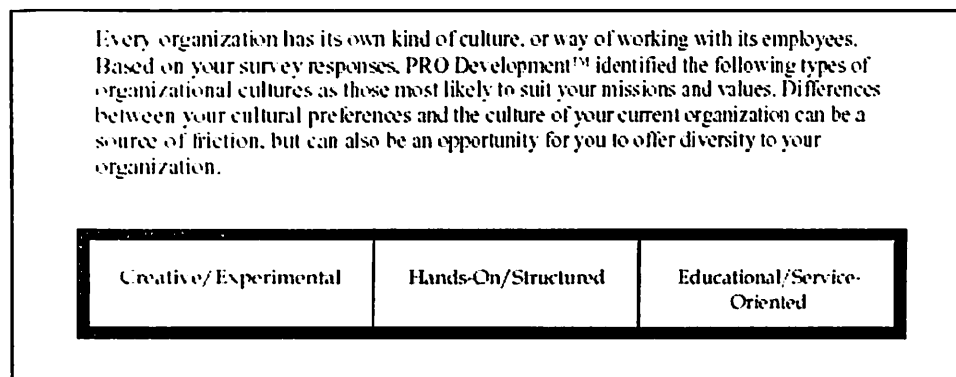 Every organization has its own kind of culture, or way of working with its employees.
Based on your survey responses, PRO Development™ identified the following types of
organizational cultures as those most likely to suit your missions and values. Differences
between your cultural preferences and the culture of your current organization can be a
source of friction, but can also be an opportunity for you to offer diversity to your
organization.
Creative/Experimental
Hands-On/Structured
Educational/Service-
Oriented